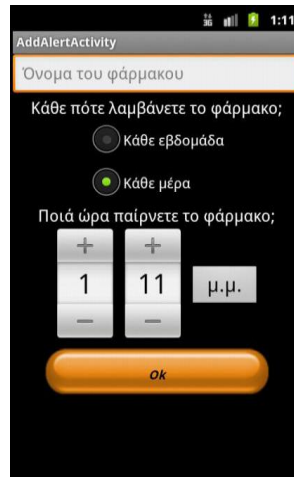 3G 1:11
AddAlertActivity
Όνομα του φάρμακου
Κάθε πότε λαμβάνετε το φάρμακο;
Κάθε εβδομάδα
Κάθε μέρα
Ποιά ώρα παίρνετε το φάρμακο;
+ +
1 11 μ.μ.
− −
Ok